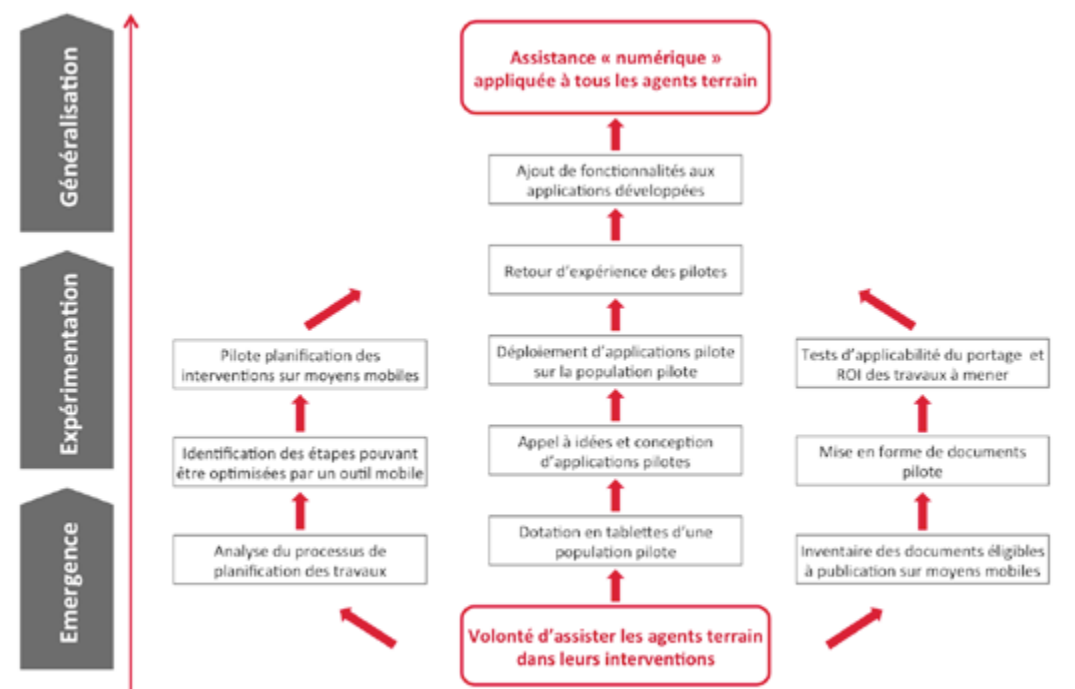 Généralisation
Assistance « numérique »
appliquée à tous les agents terrain
Ajout de fonctionnalités aux
applications développées
Expérimentation
Retour d'expérience des pilotes
Pilote planification des
interventions sur moyens mobiles
Déploiement d'applications pilote
sur la population pilote
Tests d'applicabilité du portage et
ROI des travaux à mener
Identification des étapes pouvant
être optimisées par un outil mobile
Appel à idées et conception
d'applications pilotes
Mise en forme de documents
pilote
Emergence
Analyse du processus de
planification des travaux
Dotation en tablettes d'une
population pilote
Inventaire des documents éligibles
à publication sur moyens mobiles
Volonté d'assister les agents terrain
dans leurs interventions